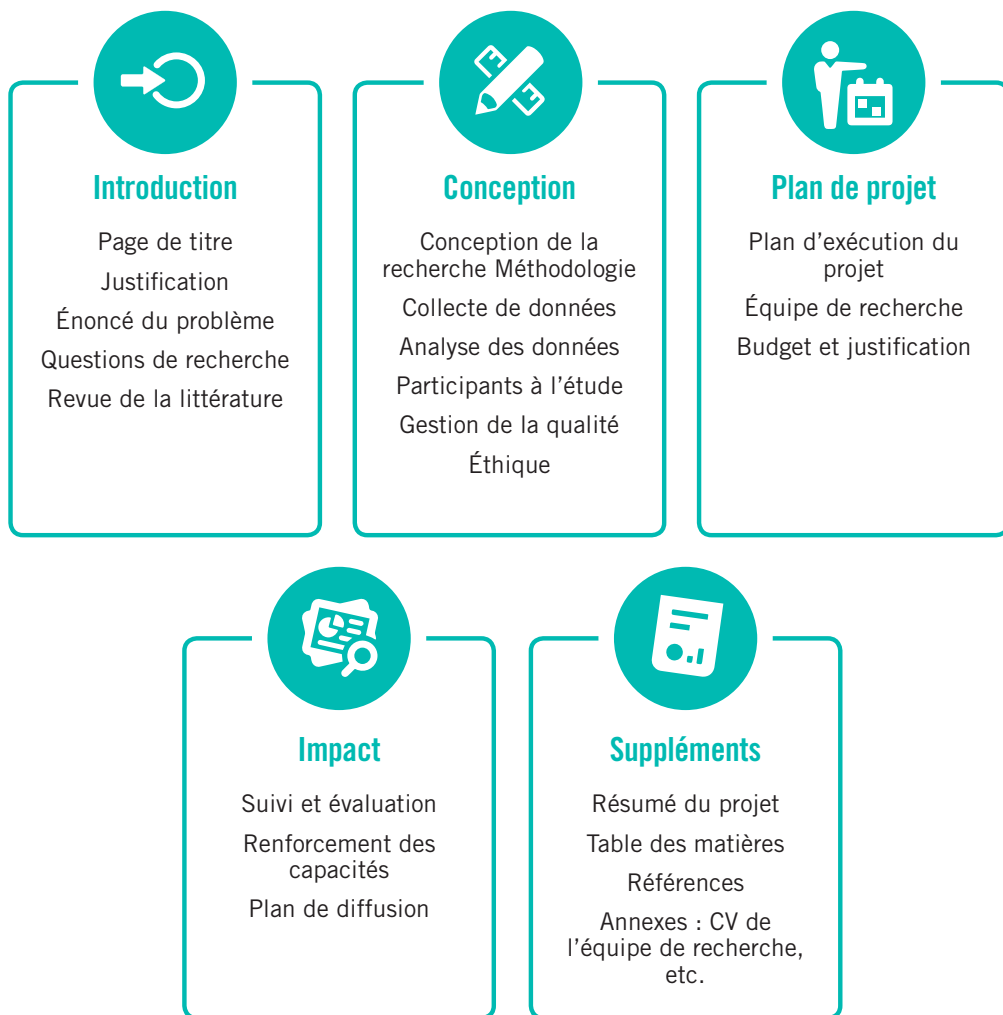 Introduction
Page de titre
Justification
Énoncé du problème
Questions de recherche
Revue de la littérature
Conception
Conception de la
recherche Méthodologie
Collecte de données
Analyse des données
Participants à l’étude
Gestion de la qualité
Éthique
Plan de projet
Plan d’exécution du
projet
Équipe de recherche
Budget et justification
Impact
Suivi et évaluation
Renforcement des
capacités
Plan de diffusion
Suppléments
Résumé du projet
Table des matières
Références
Annexes : CV de
l’équipe de recherche,
etc.